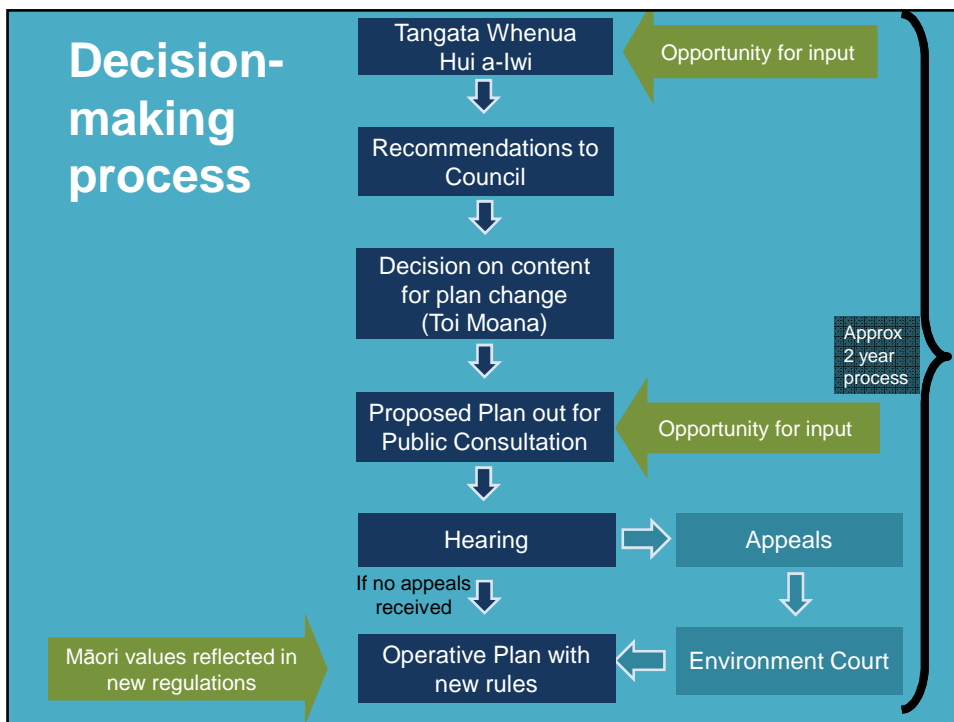 Decision-
making
process
Tangata Whenua
Hui a-Iwi
Opportunity for input
Recommendations to
Council
Decision on content
for plan change
(Toi Moana)
Approx
2 year
process
Proposed Plan out for
Public Consultation
Opportunity for input
Hearing
Appeals
If no appeals
received
Māori values reflected in
new regulations
Operative Plan with
new rules
Environment Court